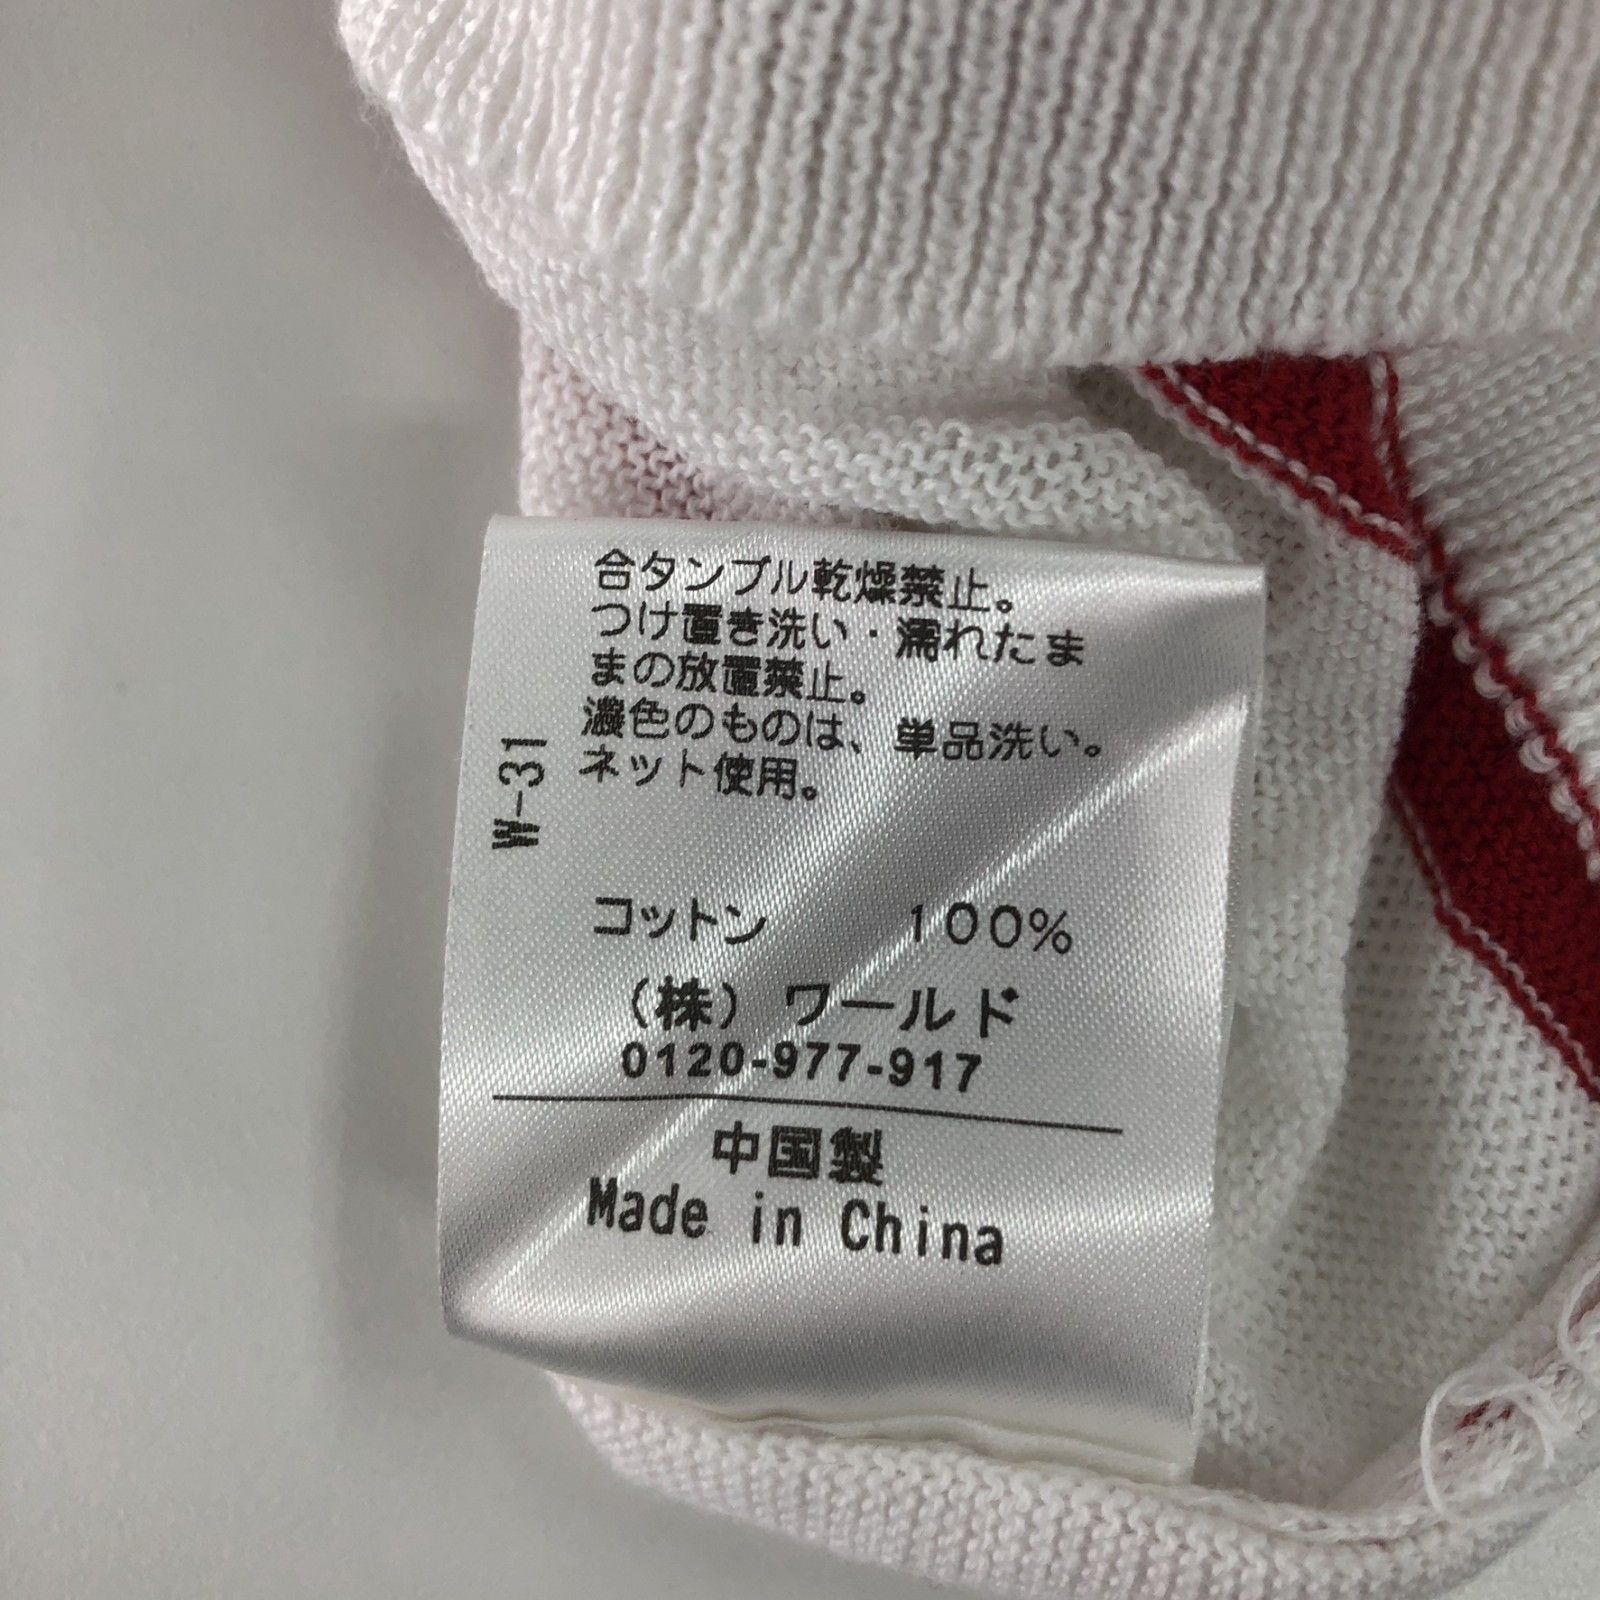 合タンブル乾燥禁止。
つけ置き洗い・濡れたま
まの放置禁止。
濃色のものは、単品洗い。
ネット使用。
W-31
コットン 100%
(株) ワールド
0120-977-917
中国製
Made in China